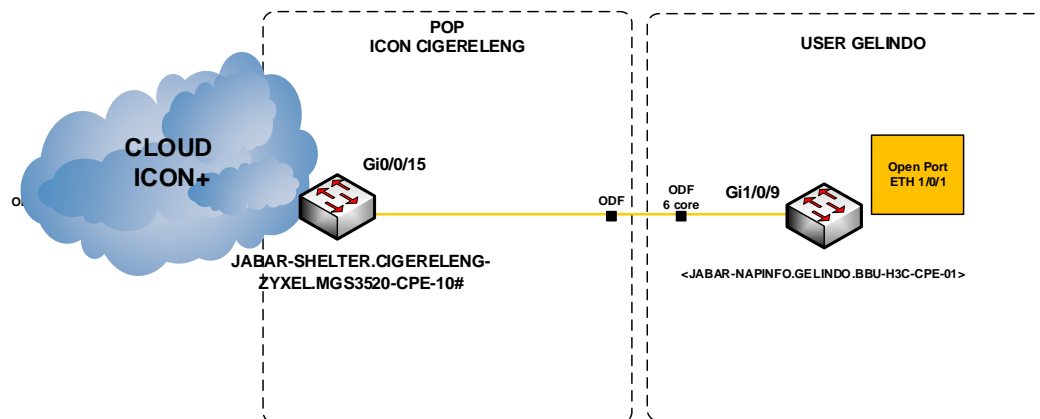 POP
ICON CIGERELENG
USER GELINDO
CLOUD
ICON+
Gi0/0/15
ODF
ODF
6 core
Gi1/0/9
Open Port
ETH 1/0/1
JABAR-SHELTER.CIGERELENG-
ZYXEL.MGS3520-CPE-10#
<JABAR-NAPINFO.GELINDO.BBU-H3C-CPE-01>